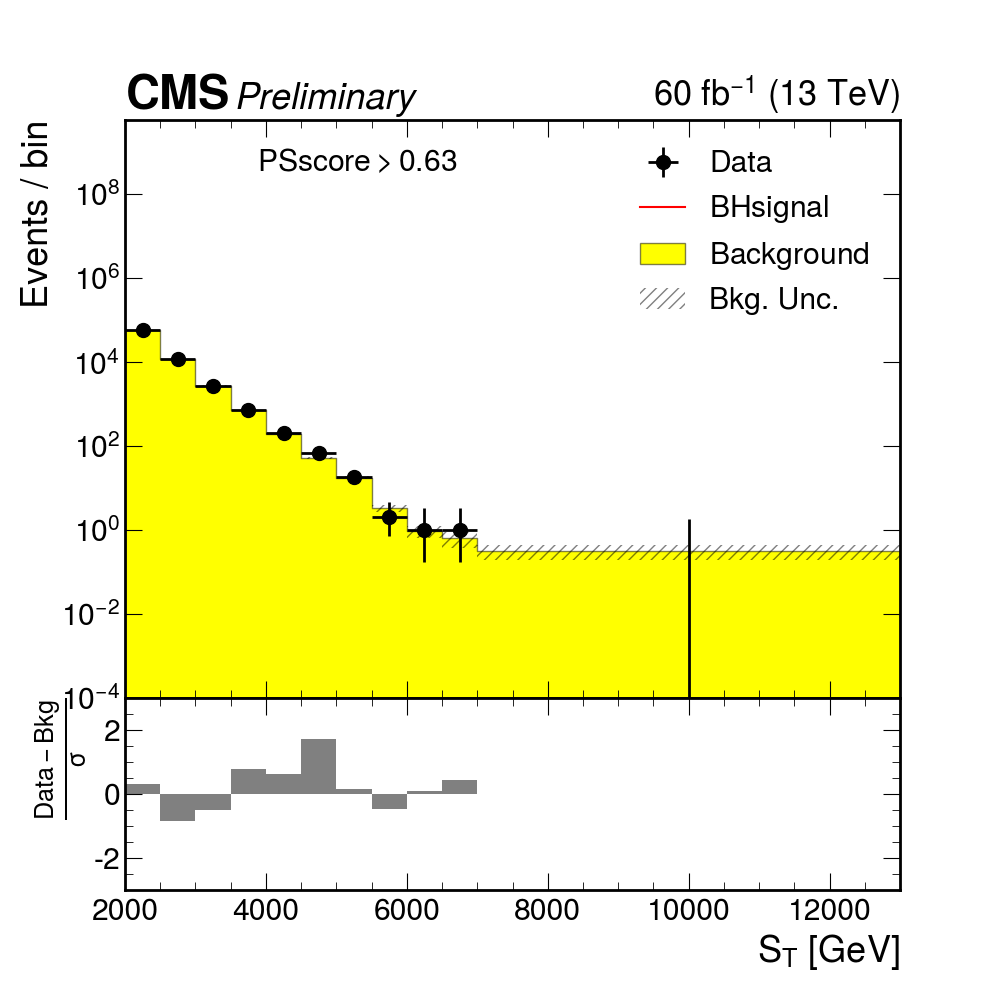 CMS Preliminary 60 fb⁻¹ (13 TeV)
Events / bin
PSscore > 0.63
Data
BHsignal
Background
Bkg. Unc.
10⁸
10⁶
10⁴
10²
10⁰
10⁻²
10⁻⁴
Data − Bkg
σ
2
0
-2
2000 4000 6000 8000 10000 12000
S_T [GeV]